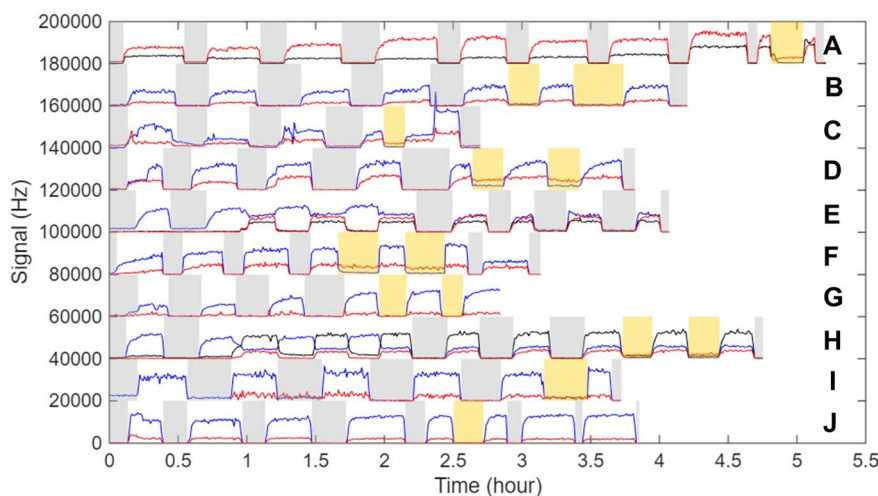 200000
A
180000
B
160000
C
140000
D
120000
E
100000
F
80000
G
60000
H
40000
I
20000
J
0
0 0.5 1 1.5 2 2.5 3 3.5 4 4.5 5 5.5
Signal (Hz)
Time (hour)